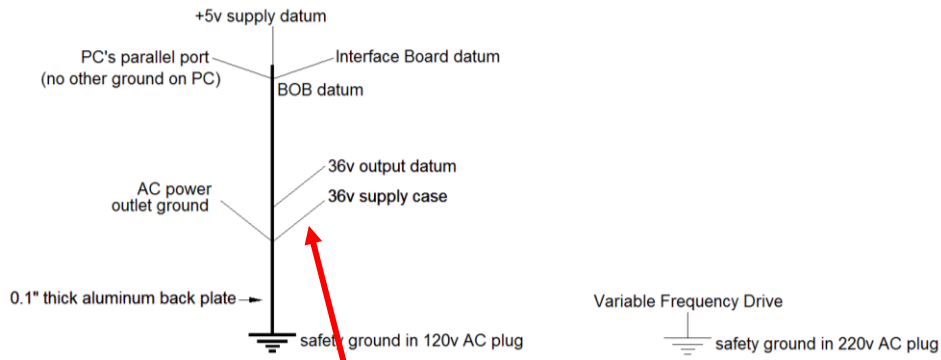 +5v supply datum
PC's parallel port
(no other ground on PC)
Interface Board datum
BOB datum
36v output datum
AC power
outlet ground
36v supply case
0.1" thick aluminum back plate
safety ground in 120v AC plug
Variable Frequency Drive
safety ground in 220v AC plug